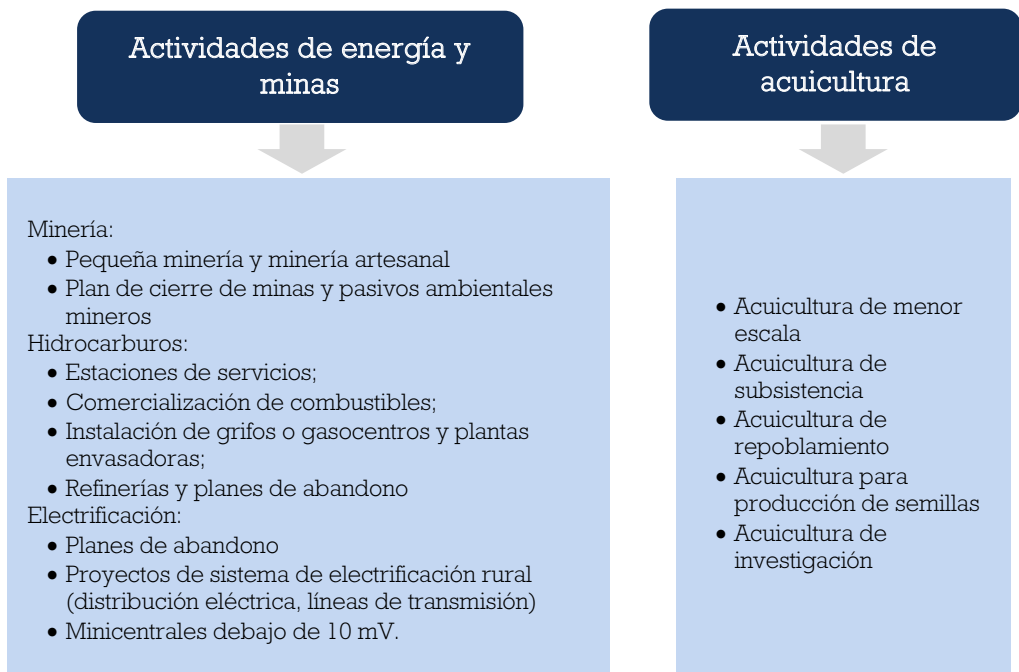 Actividades de energía y
minas
Minería:
• Pequeña minería y minería artesanal
• Plan de cierre de minas y pasivos ambientales
mineros
Hidrocarburos:
• Estaciones de servicios;
• Comercialización de combustibles;
• Instalación de grifos o gasocentros y plantas
envasadoras;
• Refinerías y planes de abandono
Electrificación:
• Planes de abandono
• Proyectos de sistema de electrificación rural
(distribución eléctrica, líneas de transmisión)
• Minicentrales debajo de 10 mV.
Actividades de
acuicultura
• Acuicultura de menor
escala
• Acuicultura de
subsistencia
• Acuicultura de
repoblamiento
• Acuicultura para
producción de semillas
• Acuicultura de
investigación